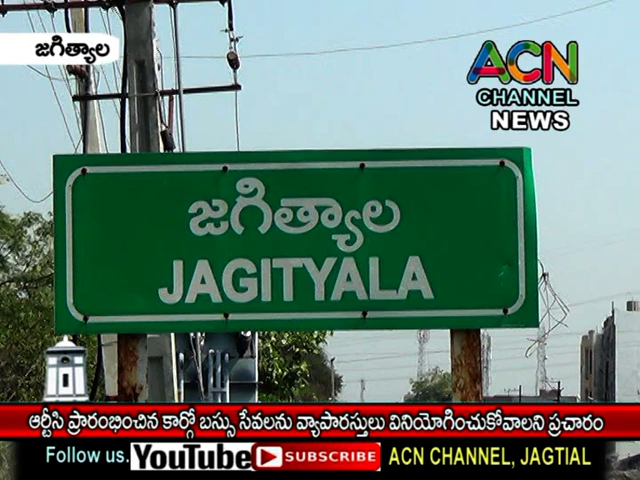 జగిత్యాల
ACN
CHANNEL
NEWS
జగిత్యాల
JAGITYALA
ఆర్టీసి ప్రారంభించిన కార్గో బస్సు సేవలను వ్యాపారస్తులు వినియోగించుకోవాలని ప్రచారం
Follow us. YouTube SUBSCRIBE ACN CHANNEL, JAGTIAL